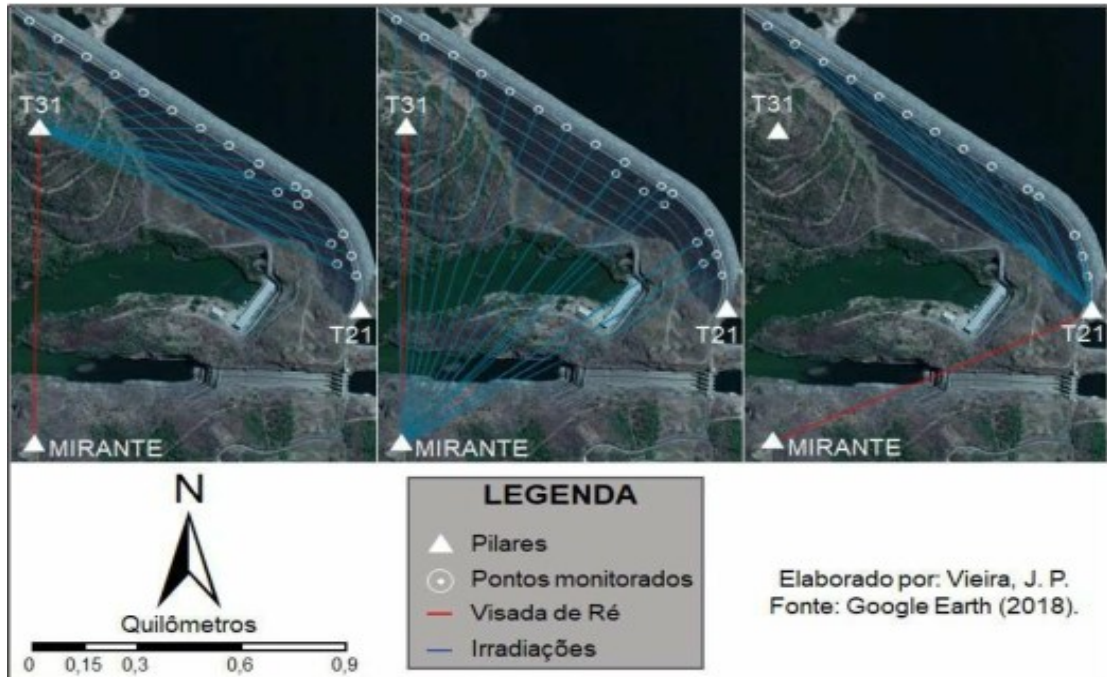 T31
T21
MIRANTE
T31
T21
MIRANTE
T31
T21
MIRANTE
N
Quilômetros
0 0,15 0,3 0,6 0,9
LEGENDA
Pilares
Pontos monitorados
Visada de Ré
Irradiações
Elaborado por: Vieira, J. P.
Fonte: Google Earth (2018).